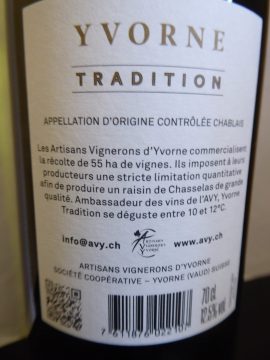 YVORNE
TRADITION
APPELLATION D'ORIGINE CONTRÔLÉE CHABLAIS
Les Artisans Vignerons d'Yvorne commercialisent
la récolte de 55 ha de vignes. Ils imposent à leurs
producteurs une stricte limitation quantitative
afin de produire un raisin de Chasselas de grande
qualité. Ambassadeur des vins de l'AVY, Yvorne
Tradition se déguste entre 10 et 12°C.
info@avy.ch
ARTISANS
VIGNERONS
YVORNE
www.avy.ch
ARTISANS VIGNERONS D'YVORNE
SOCIÉTÉ COOPÉRATIVE – YVORNE (VAUD) SUISSE
70 cl
12,5% vol.